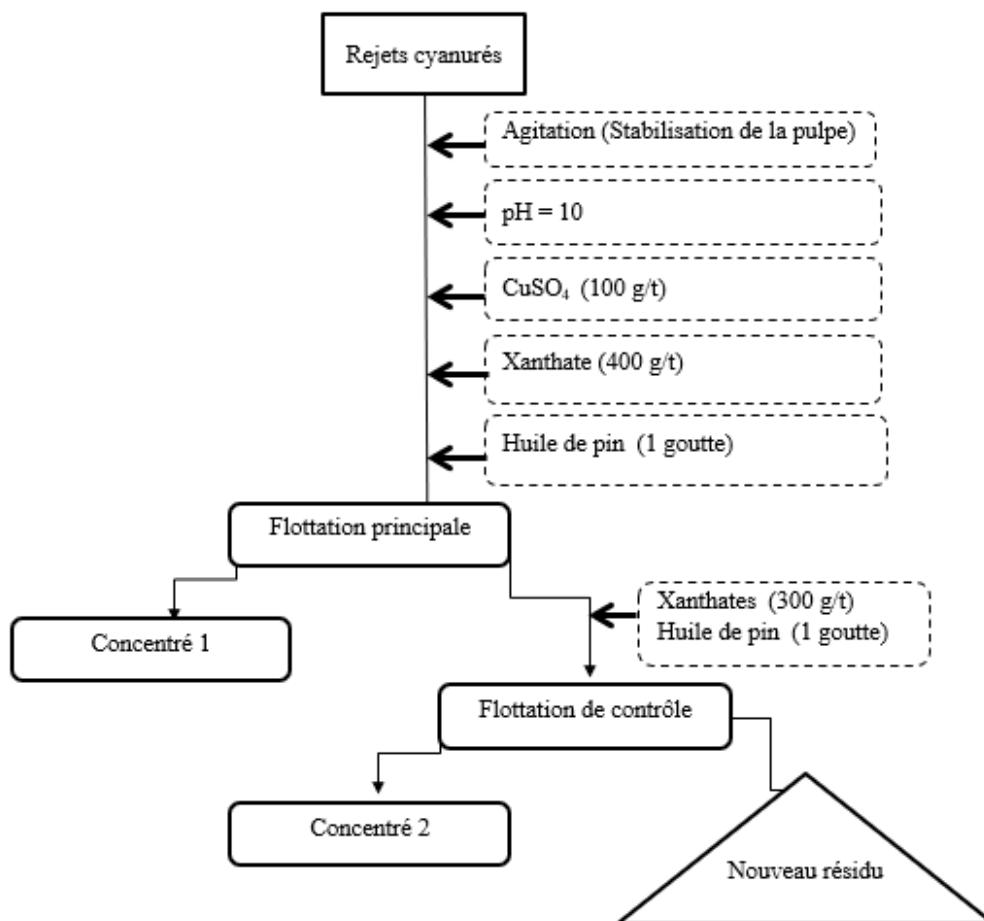 Rejets cyanurés
Agitation (Stabilisation de la pulpe)
pH = 10
CuSO₄ (100 g/t)
Xanthate (400 g/t)
Huile de pin (1 goutte)
Flottation principale
Xanthates (300 g/t)
Huile de pin (1 goutte)
Concentré 1
Flottation de contrôle
Concentré 2
Nouveau résidu